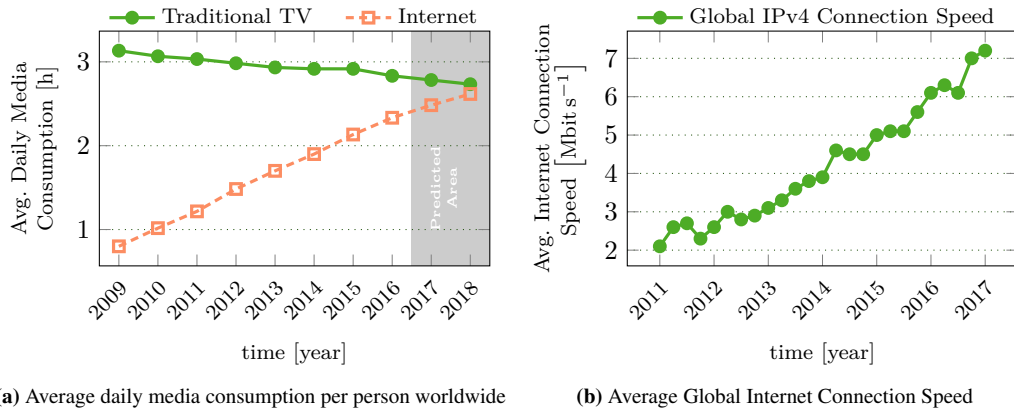 Traditional TV Internet
3
2
1
Avg. Daily Media
Consumption [h]
Predicted
Area
2009 2010 2011 2012 2013 2014 2015 2016 2017 2018
time [year]
(a) Average daily media consumption per person worldwide
Global IPv4 Connection Speed
7
6
5
4
3
2
Avg. Internet Connection
Speed [Mbit s⁻¹]
2011 2012 2013 2014 2015 2016 2017
time [year]
(b) Average Global Internet Connection Speed